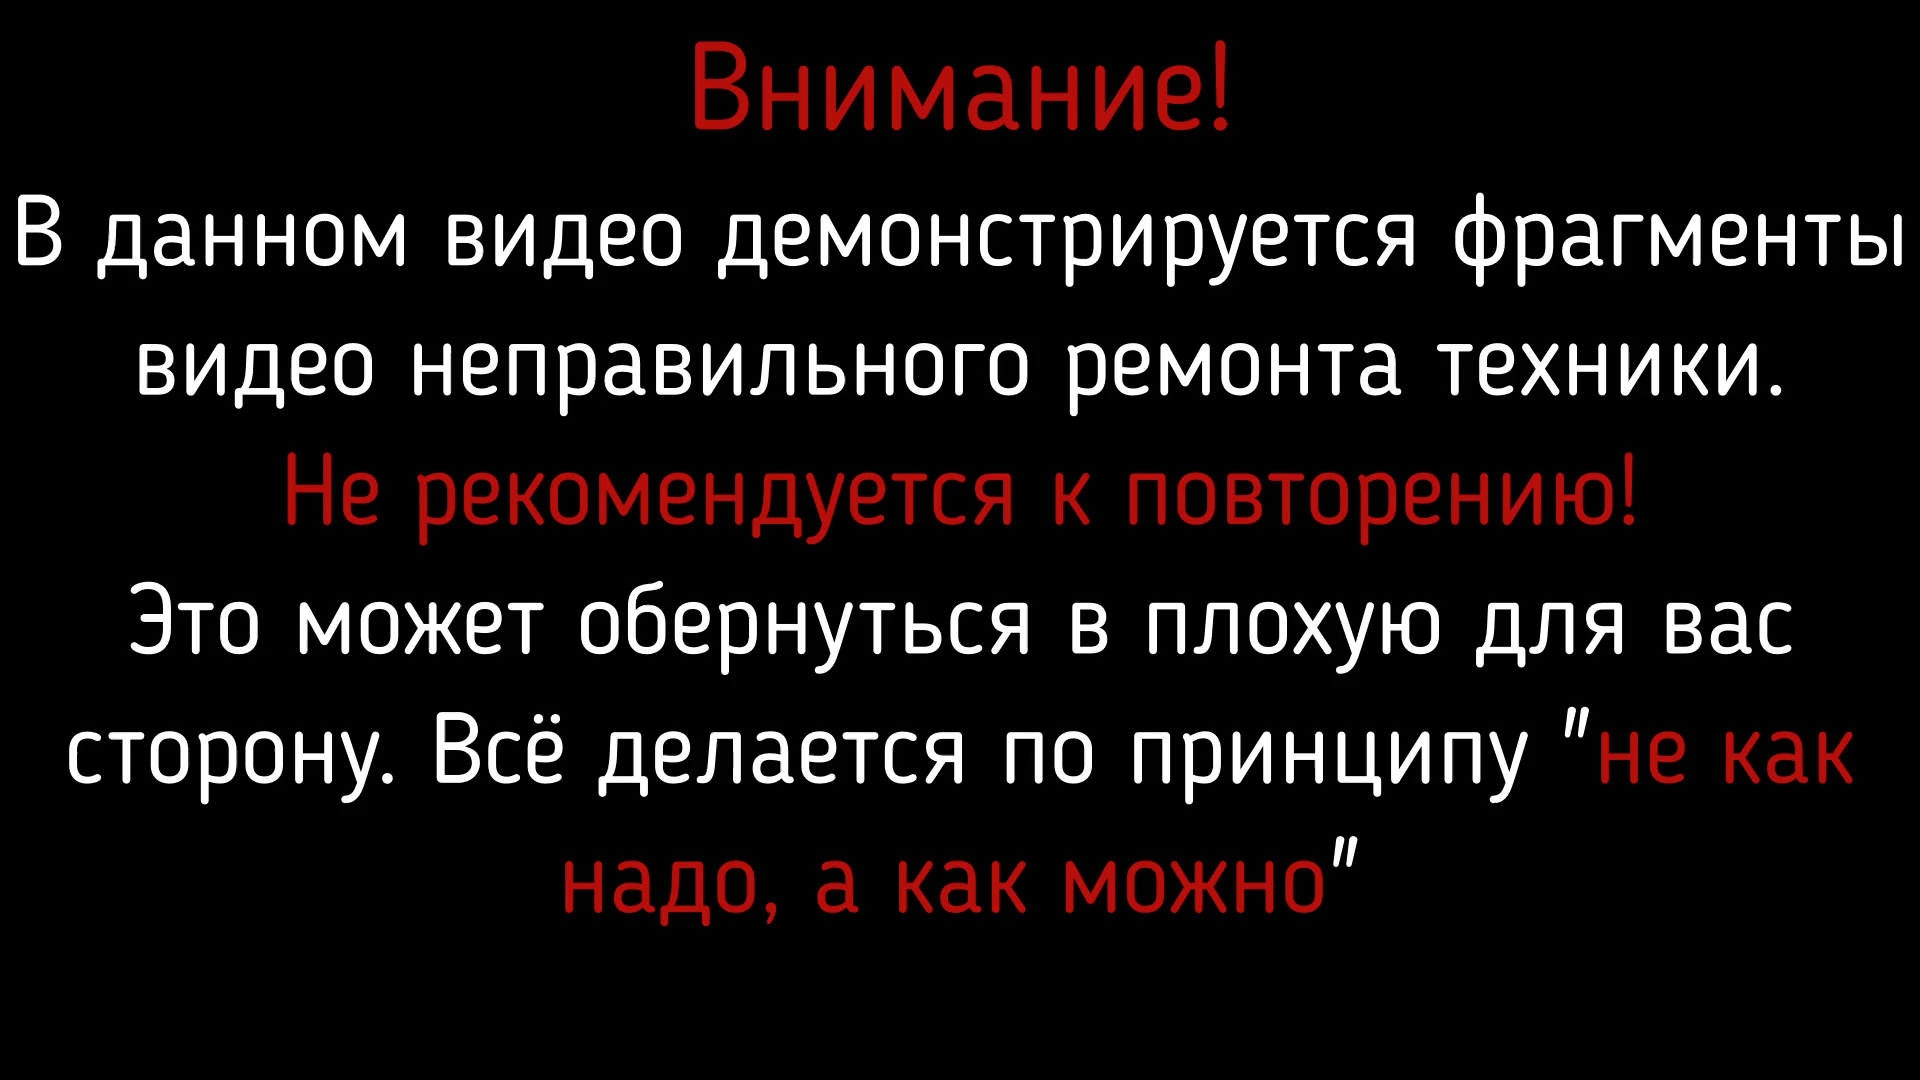 Внимание!
В данном видео демонстрируется фрагменты
видео неправильного ремонта техники.
Не рекомендуется к повторению!
Это может обернуться в плохую для вас
сторону. Всё делается по принципу "не как
надо, а как можно"